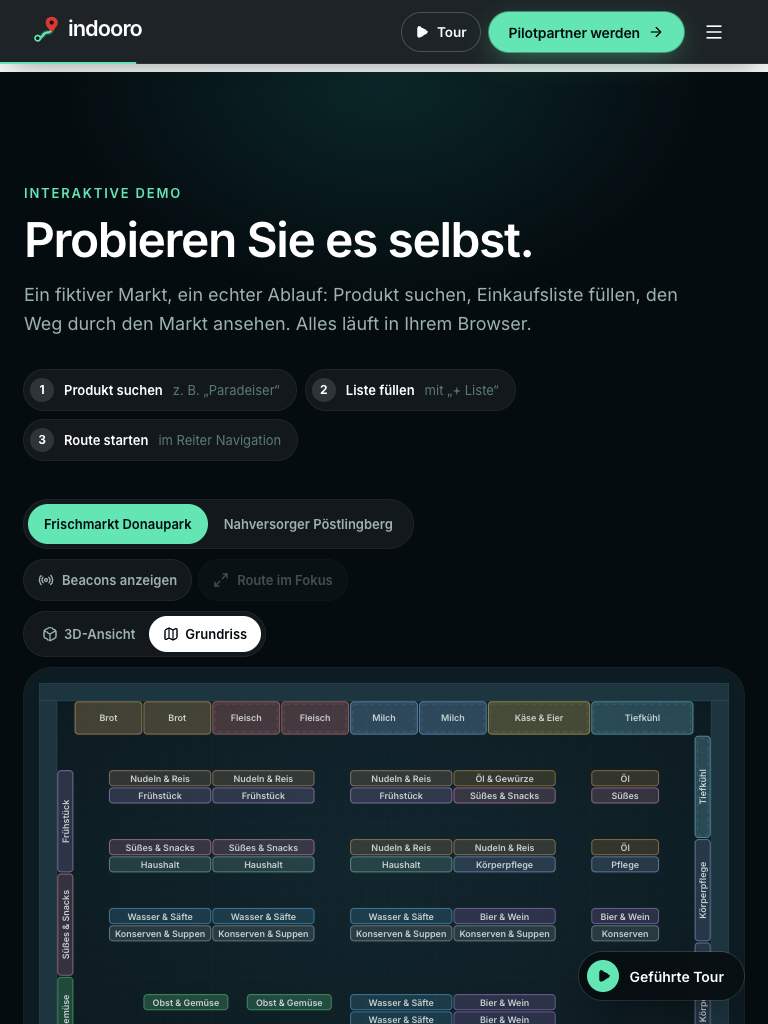 indooro
Tour
Pilotpartner werden
INTERAKTIVE DEMO
Probieren Sie es selbst.
Ein fiktiver Markt, ein echter Ablauf: Produkt suchen, Einkaufsliste füllen, den
Weg durch den Markt ansehen. Alles läuft in Ihrem Browser.
1 Produkt suchen z. B. „Paradeiser“
2 Liste füllen mit „+ Liste“
3 Route starten im Reiter Navigation
Frischmarkt Donaupark
Nahversorger Pöstlingberg
Beacons anzeigen
Route im Fokus
3D-Ansicht
Grundriss
Brot Brot Fleisch Fleisch Milch Milch Käse & Eier Tiefkühl
Tiefkühl
Frühstück
Nudeln & Reis Nudeln & Reis Nudeln & Reis Öl & Gewürze Öl
Frühstück Frühstück Frühstück Süßes & Snacks Süßes
Süßes & Snacks Süßes & Snacks Nudeln & Reis Nudeln & Reis Öl
Haushalt Haushalt Haushalt Körperpflege Pflege
Körperpflege
Süßes & Snacks
Wasser & Säfte Wasser & Säfte Wasser & Säfte Bier & Wein Bier & Wein
Konserven & Suppen Konserven & Suppen Konserven & Suppen Konserven & Suppen Konserven
Geführte Tour
Obst & Gemüse Obst & Gemüse Wasser & Säfte Bier & Wein
Wasser & Säfte Bier & Wein